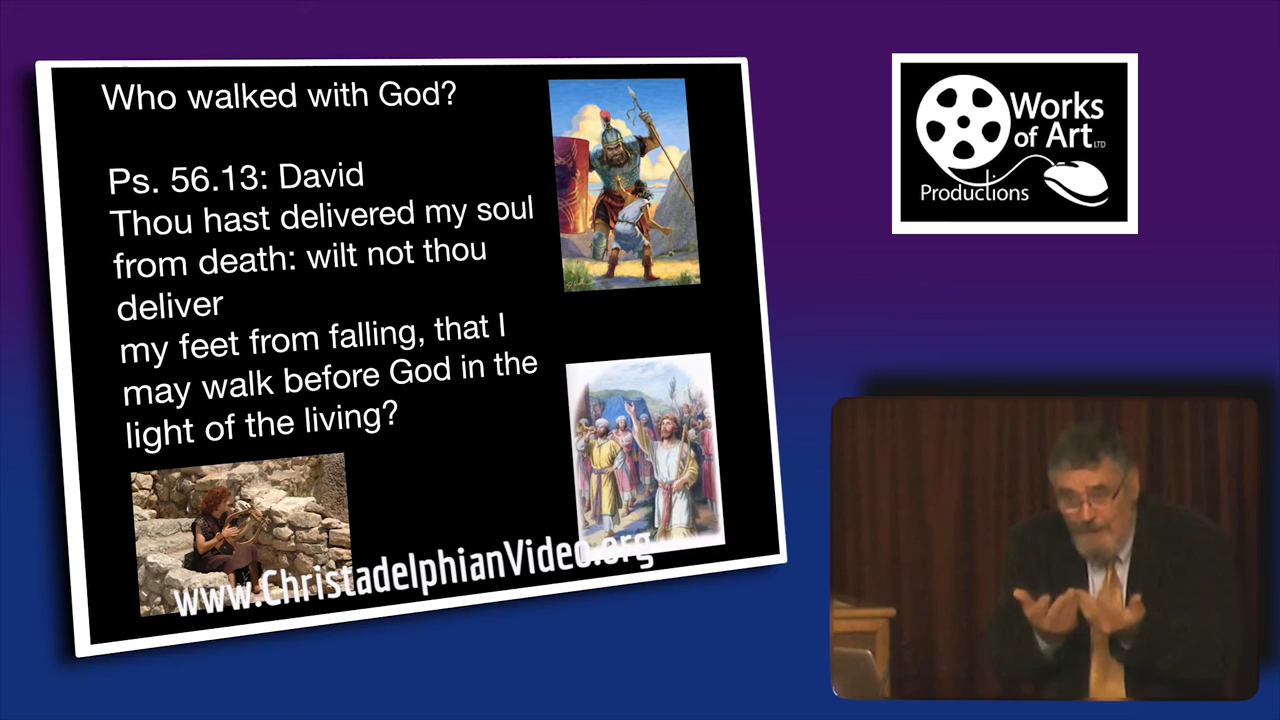 Who walked with God?
Ps. 56.13: David
Thou hast delivered my soul
from death: wilt not thou
deliver
my feet from falling, that I
may walk before God in the
light of the living?
www.ChristadelphianVideo.org
Works
of Art LTD
Productions